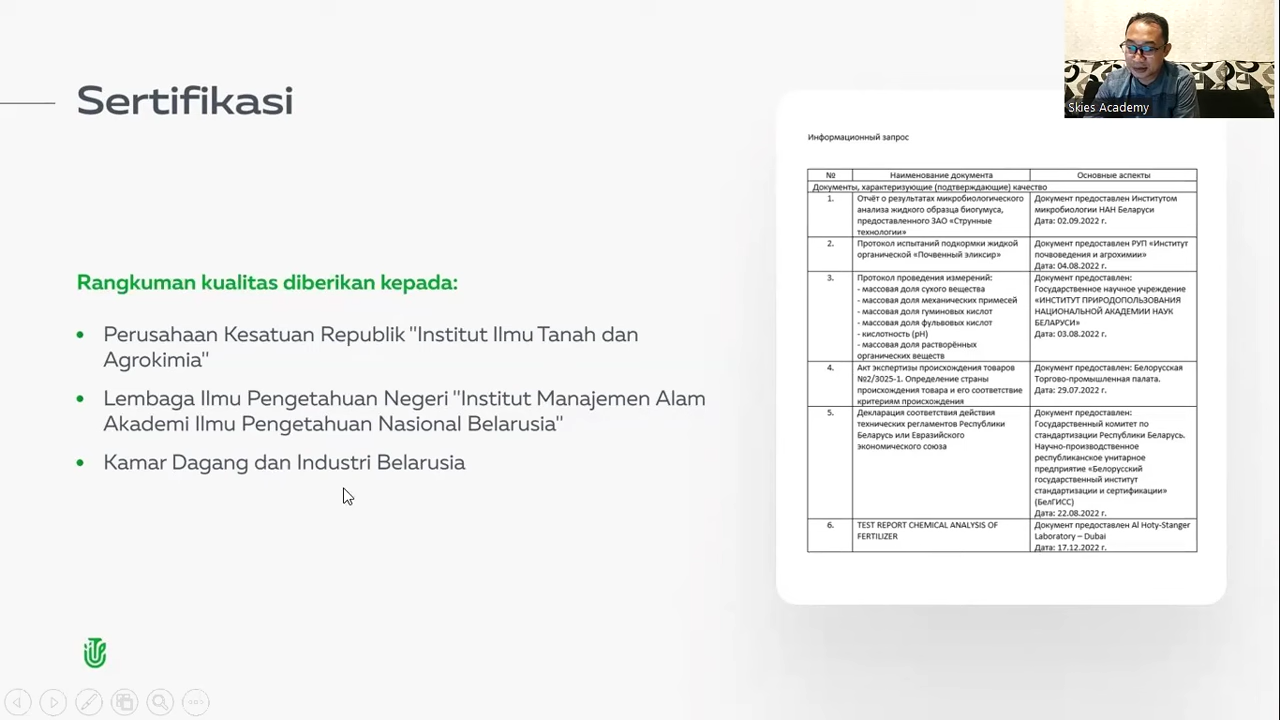 Sertifikasi
Skies Academy
Rangkuman kualitas diberikan kepada:
Perusahaan Kesatuan Republik "Institut Ilmu Tanah dan
Agrokimia"
Lembaga Ilmu Pengetahuan Negeri "Institut Manajemen Alam
Akademi Ilmu Pengetahuan Nasional Belarusia"
Kamar Dagang dan Industri Belarusia
Информационный запрос
№ Наименование документа Основные аспекты
Документы, характеризующие (подтверждающие) качество
1. Отчёт о результатах микробиологического Документ предоставлен Институтом
анализа жидкого образца биогумуса, микробиологии НАН Беларуси
предоставленного ЗАО «Струнные Дата: 02.09.2022 г.
технологии»
2. Протокол испытаний подкормки жидкой Документ предоставлен РУП «Институт
органической «Почвенный эликсир» почвоведения и агрохимии»
Дата: 04.08.2022 г.
3. Протокол проведения измерений: Документ предоставлен:
- массовая доля сухого вещества Государственное научное учреждение
- массовая доля механических примесей «ИНСТИТУТ ПРИРОДОПОЛЬЗОВАНИЯ
- массовая доля гуминовых кислот НАЦИОНАЛЬНОЙ АКАДЕМИИ НАУК
- массовая доля фульвовых кислот БЕЛАРУСИ»
- кислотность (pH) Дата: 03.08.2022 г.
- массовая доля растворённых
органических веществ
4. Акт экспертизы происхождения товаров Документ предоставлен: Белорусская
№2/3025-1. Определение страны Торгово-промышленная палата.
происхождения товара и его соответствие Дата: 29.07.2022 г.
критериям происхождения
5. Декларация соответствия действия Документ предоставлен:
технических регламентов Республики Государственный комитет по
Беларусь или Евразийского стандартизации Республики Беларусь.
экономического союза Научно-производственное
республиканское унитарное
предприятие «Белорусский
государственный институт
стандартизации и сертификации»
(БелГИСС)
Дата: 22.08.2022 г.
6. TEST REPORT CHEMICAL ANALYSIS OF Документ предоставлен Al Hoty-Stanger
FERTILIZER Laboratory – Dubai
Дата: 17.12.2022 г.